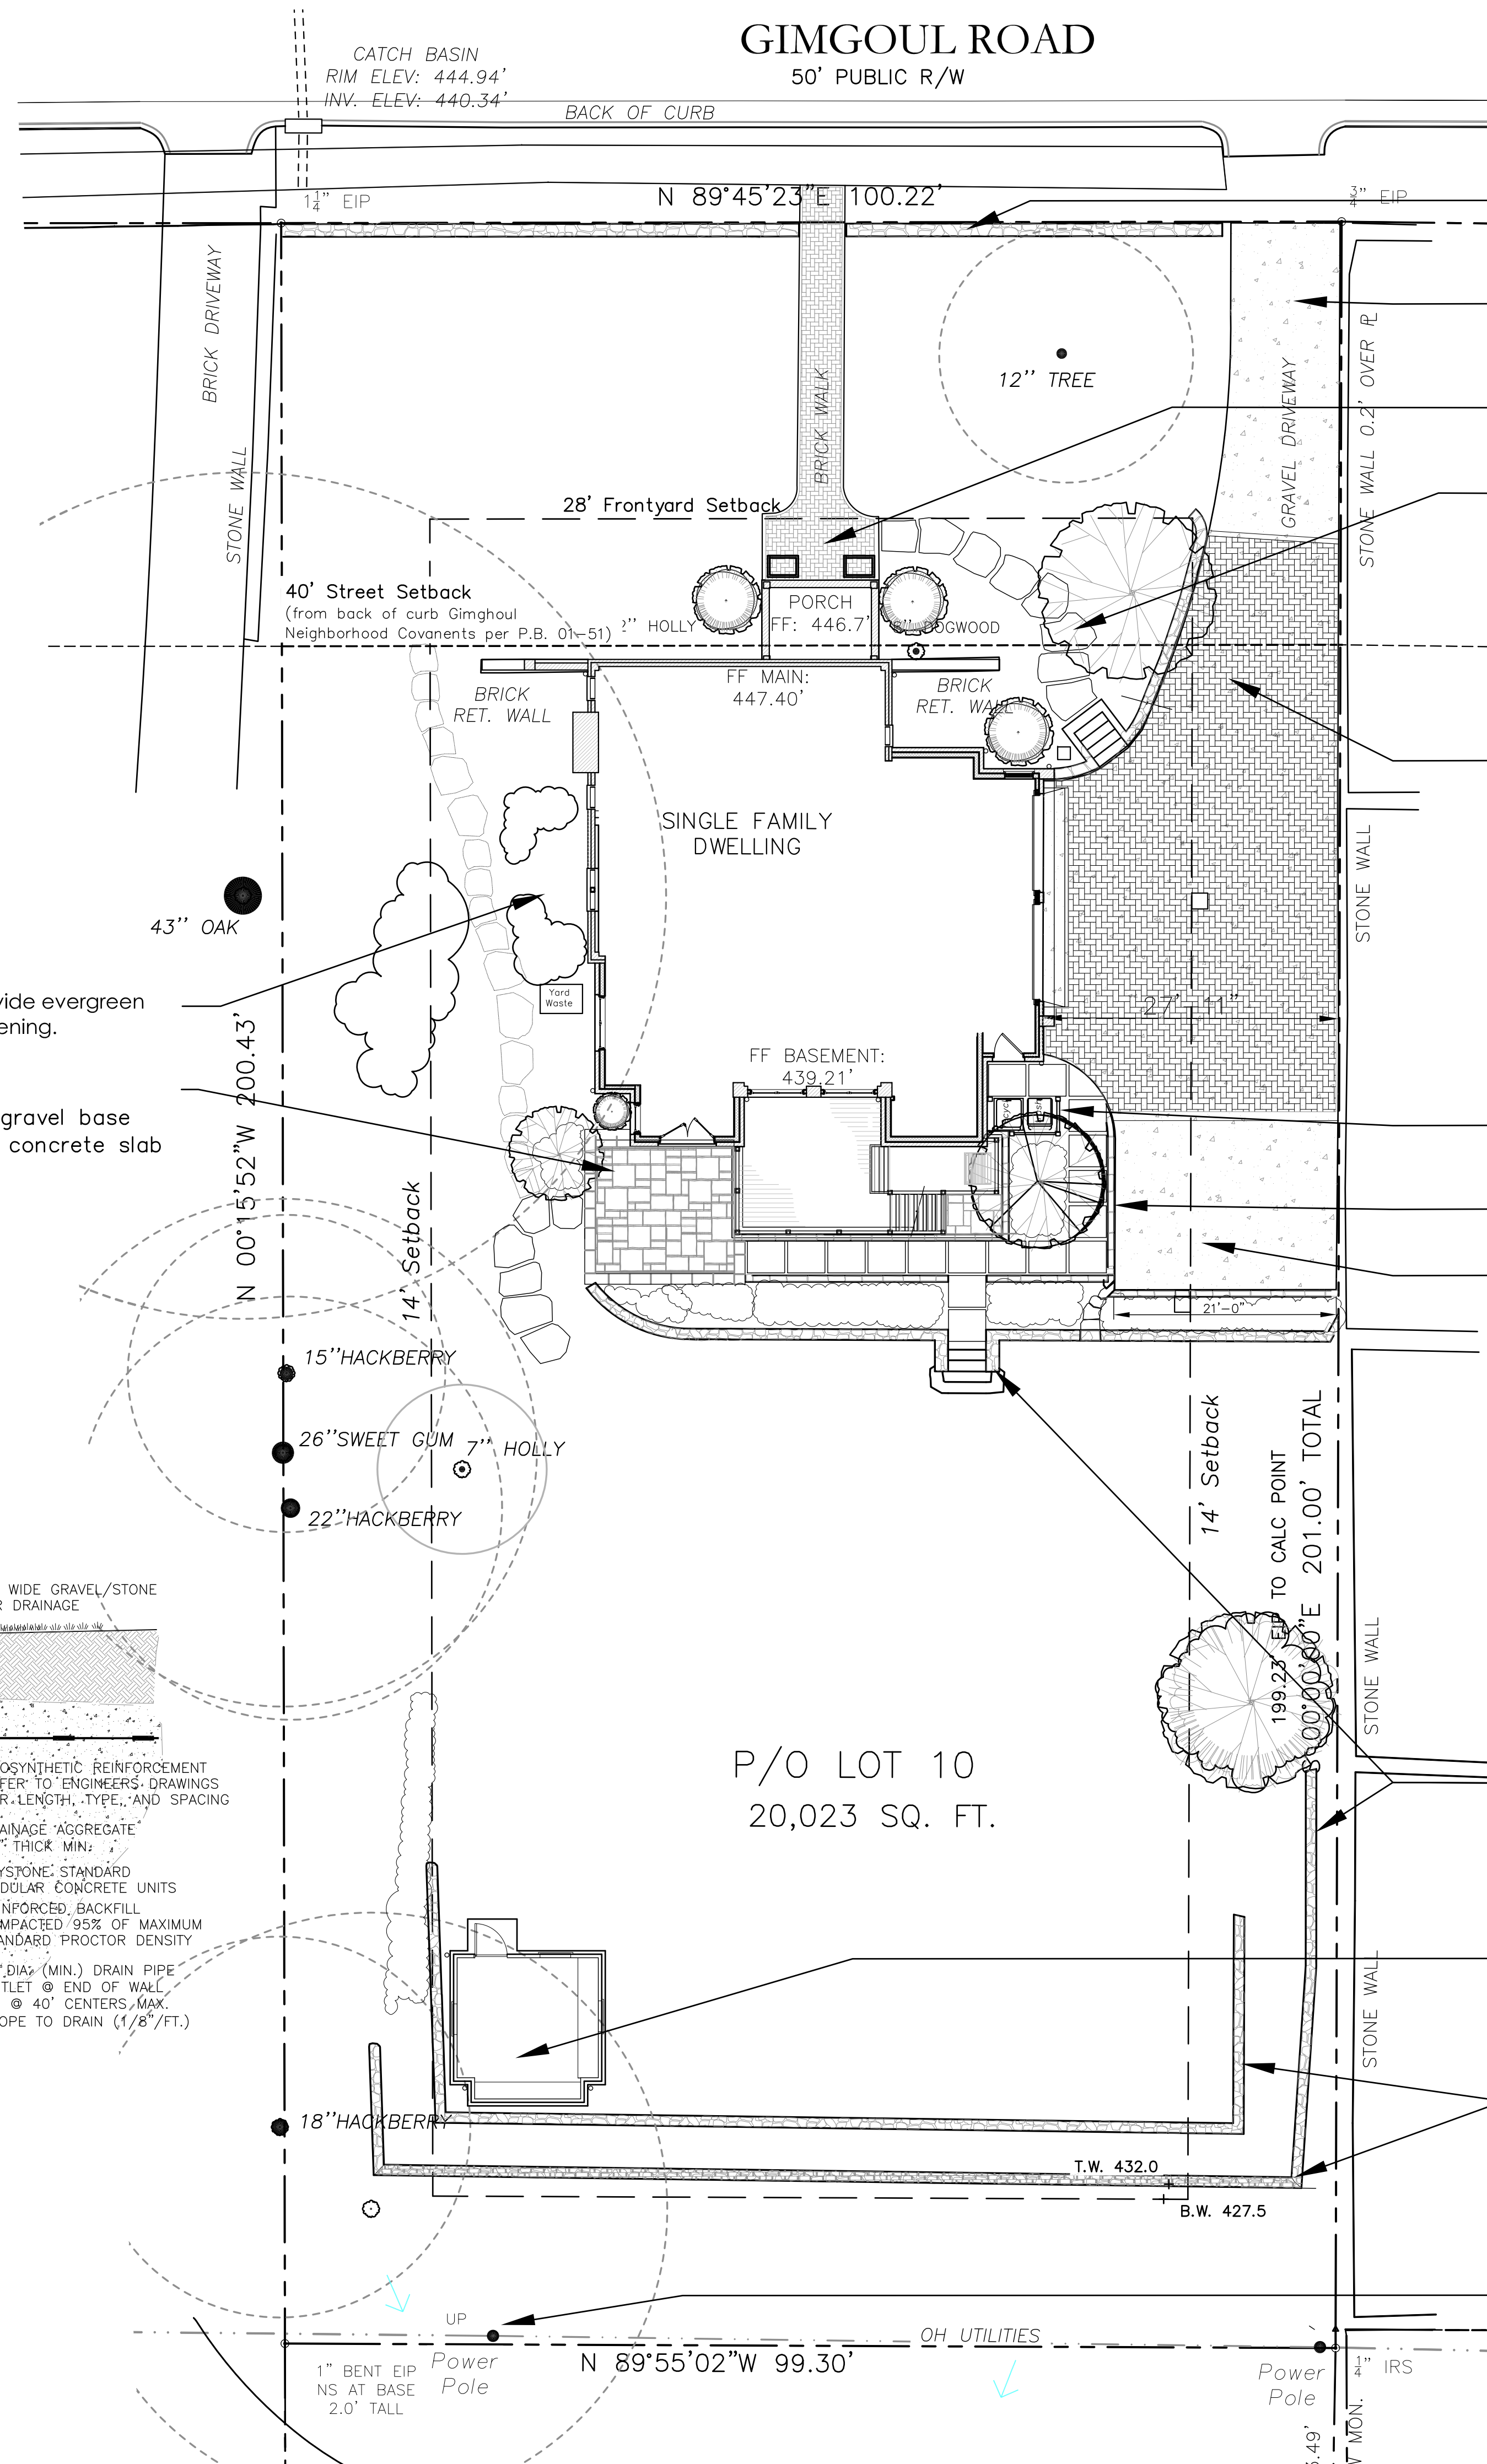 GIMGOUL ROAD
50' PUBLIC R/W
CATCH BASIN
RIM ELEV: 444.94'
INV. ELEV: 440.34'
BACK OF CURB
1¼" EIP
N 89°45'23"E 100.22'
¾" EIP
BRICK DRIVEWAY
STONE WALL
BRICK WALK
12'' TREE
GRAVEL DRIVEWAY
STONE WALL 0.2' OVER PL
28' Frontyard Setback
40' Street Setback
(from back of curb Gimghoul
Neighborhood Covanents per P.B. 01-51)
2'' HOLLY
PORCH
FF: 446.7'
DOGWOOD
BRICK
RET. WALL
FF MAIN:
447.40'
BRICK
RET. WALL
SINGLE FAMILY
DWELLING
STONE WALL
43'' OAK
vide evergreen
ening.
Yard
Waste
27'-11"
N 00°15'52"W 200.43'
FF BASEMENT:
439.21'
gravel base
concrete slab
14' Setback
21'-0"
15''HACKBERRY
26''SWEET GUM
7'' HOLLY
22''HACKBERRY
14' Setback
199.23' EIP TO CALC POINT
S 00°00'00"E 201.00' TOTAL
WIDE GRAVEL/STONE
R DRAINAGE
STONE WALL
OSYNTHETIC REINFORCEMENT
FER TO ENGINEERS DRAWINGS
R LENGTH, TYPE, AND SPACING
P/O LOT 10
20,023 SQ. FT.
AINAGE AGGREGATE
" THICK MIN.
YSTONE STANDARD
DULAR CONCRETE UNITS
NFORCED BACKFILL
MPACTED 95% OF MAXIMUM
ANDARD PROCTOR DENSITY
"DIA. (MIN.) DRAIN PIPE
TLET @ END OF WALL
@ 40' CENTERS MAX.
OPE TO DRAIN (1/8"/FT.)
STONE WALL
18''HACKBERRY
T.W. 432.0
B.W. 427.5
UP
OH UTILITIES
1" BENT EIP
NS AT BASE
2.0' TALL
Power
Pole
N 89°55'02"W 99.30'
Power
Pole
¼" IRS
.49'
MON.